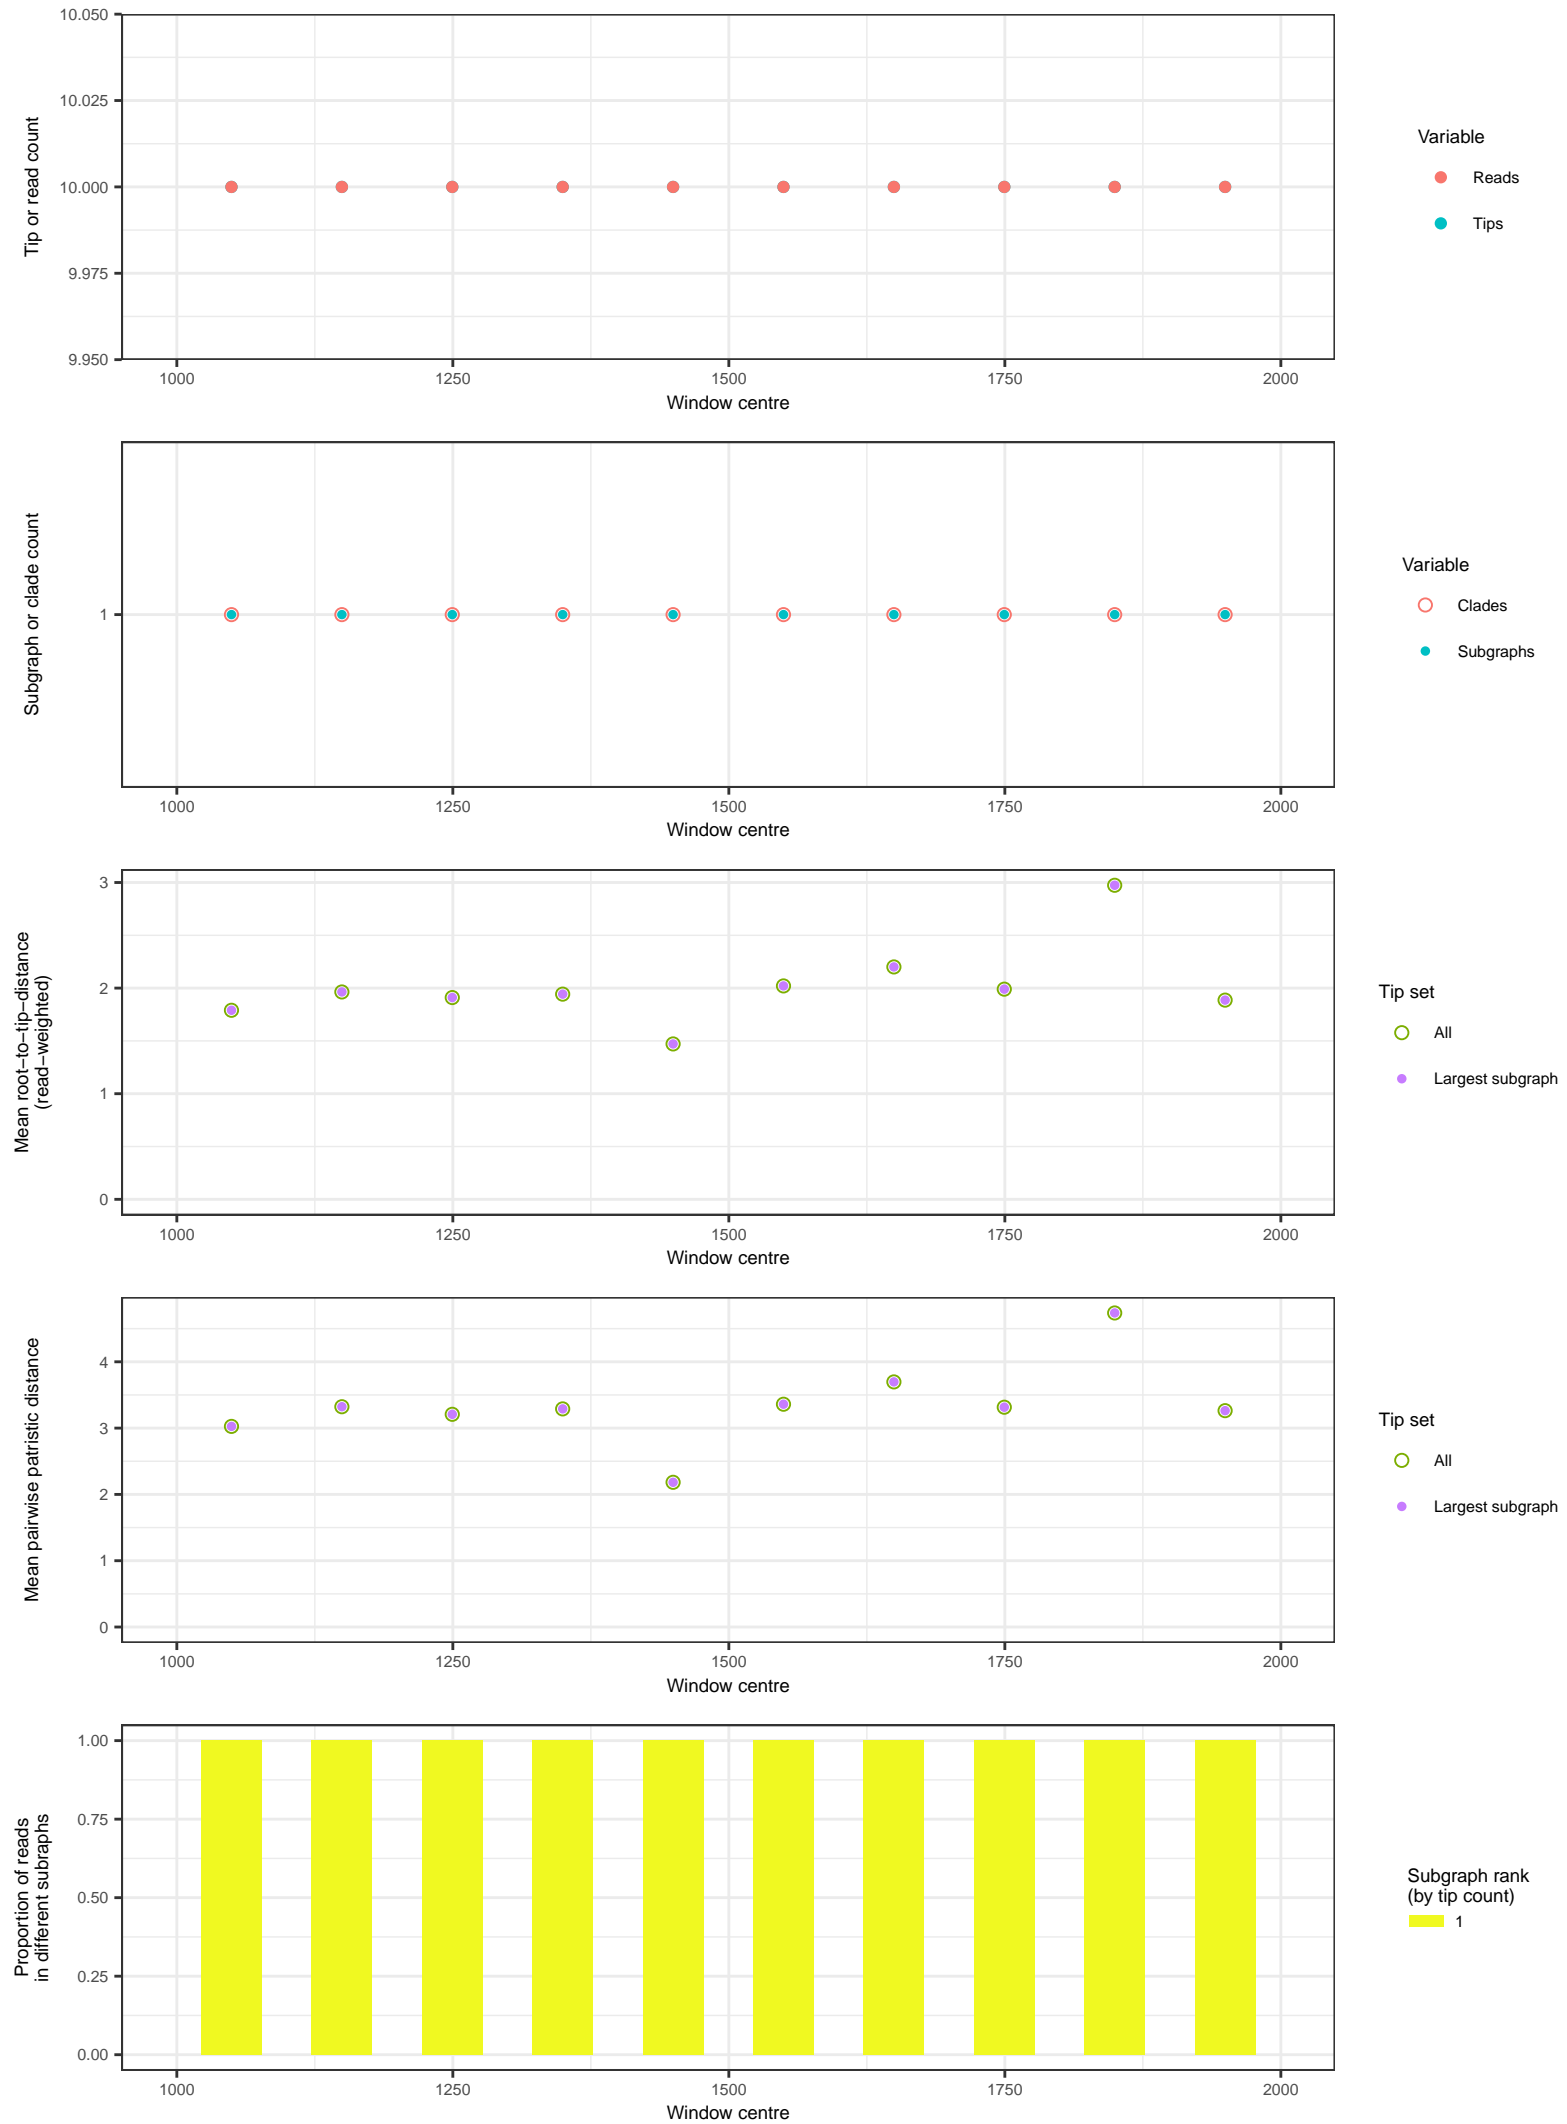 10.050
10.025
10.000
9.975
9.950
Tip or read count
1000 1250 1500 1750 2000
Window centre
Variable
Reads
Tips
1
Subgraph or clade count
1000 1250 1500 1750 2000
Window centre
Variable
Clades
Subgraphs
3
2
1
0
Mean root−to−tip−distance
(read−weighted)
1000 1250 1500 1750 2000
Window centre
Tip set
All
Largest subgraph
4
3
2
1
0
Mean pairwise patristic distance
1000 1250 1500 1750 2000
Window centre
Tip set
All
Largest subgraph
1.00
0.75
0.50
0.25
0.00
Proportion of reads
in different subraphs
1000 1250 1500 1750 2000
Window centre
Subgraph rank
(by tip count)
1